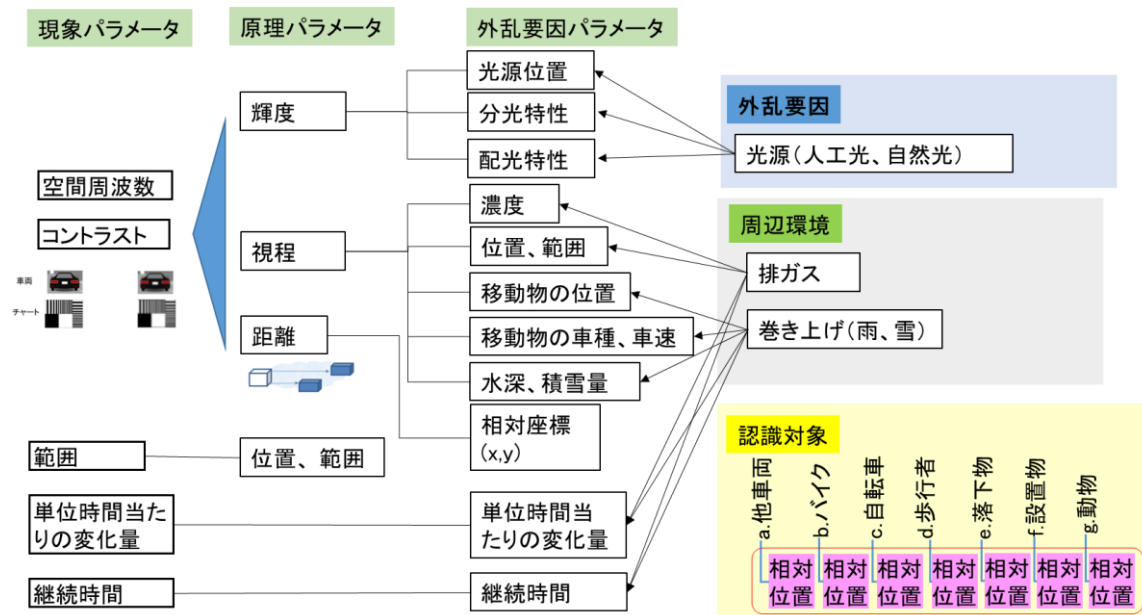 現象パラメータ
原理パラメータ
外乱要因パラメータ
空間周波数
コントラスト
車両
チャート
範囲
単位時間当た
りの変化量
継続時間
輝度
視程
距離
位置、範囲
光源位置
分光特性
配光特性
濃度
位置、範囲
移動物の位置
移動物の車種、車速
水深、積雪量
相対座標
(x,y)
単位時間当
たりの変化量
継続時間
外乱要因
光源(人工光、自然光)
周辺環境
排ガス
巻き上げ(雨、雪)
認識対象
a.他車両
b.バイク
c.自転車
d.歩行者
e.落下物
f.設置物
g.動物
相対
位置
相対
位置
相対
位置
相対
位置
相対
位置
相対
位置
相対
位置